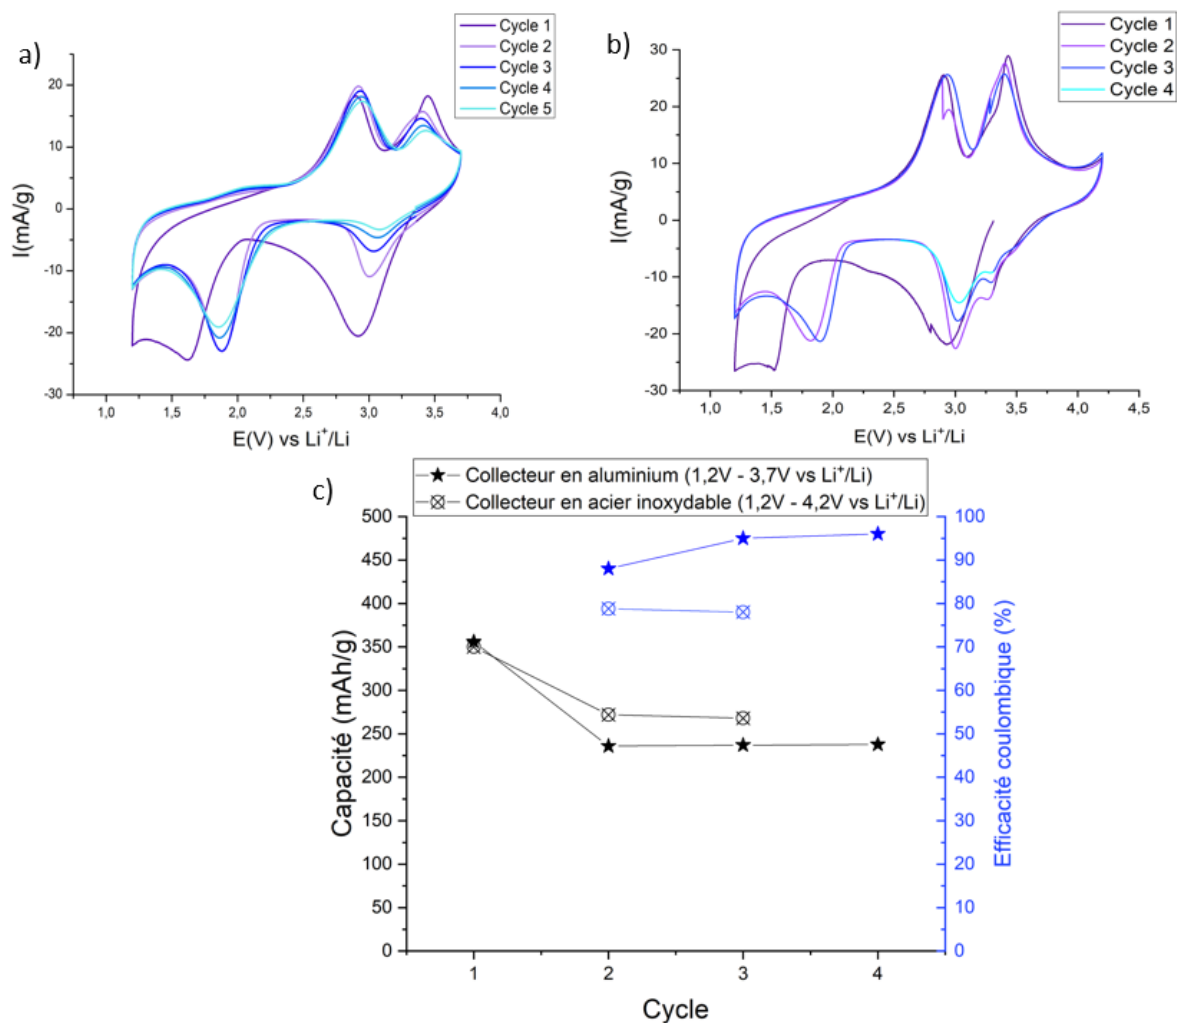 a)
Cycle 1
Cycle 2
Cycle 3
Cycle 4
Cycle 5
30
20
10
0
-10
-20
-30
I(mA/g)
1,0
1,5
2,0
2,5
3,0
3,5
4,0
E(V) vs Li⁺/Li
b)
Cycle 1
Cycle 2
Cycle 3
Cycle 4
30
20
10
0
-10
-20
-30
I(mA/g)
1,0
1,5
2,0
2,5
3,0
3,5
4,0
4,5
E(V) vs Li⁺/Li
c)
Collecteur en aluminium (1,2V - 3,7V vs Li⁺/Li)
Collecteur en acier inoxydable (1,2V - 4,2V vs Li⁺/Li)
500
450
400
350
300
250
200
150
100
50
0
Capacité (mAh/g)
100
90
80
70
60
50
40
30
20
10
0
Efficacité coulombique (%)
1
2
3
4
Cycle